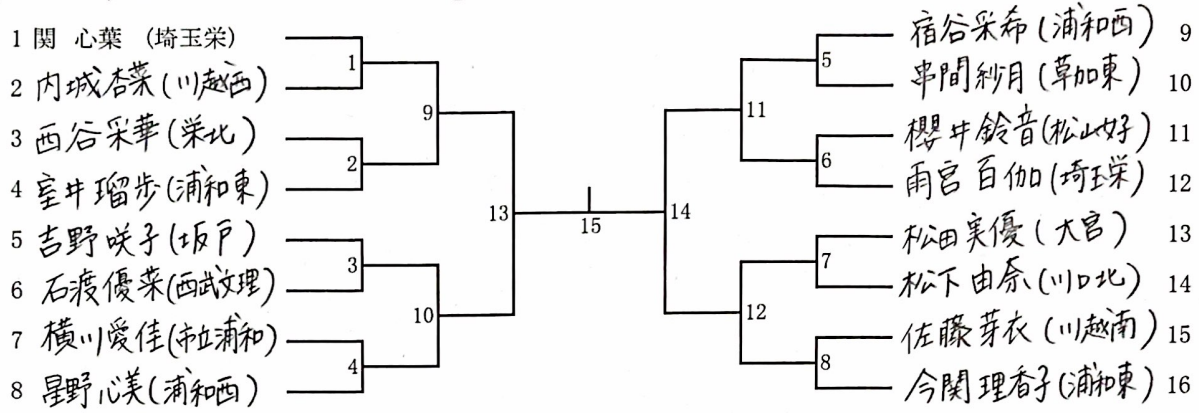 1 関 心葉 (埼玉栄)
2 内城杏菜(川越西)
3 西谷采華(栄北)
4 室井瑠歩(浦和東)
5 吉野咲子(坂戸)
6 石渡優菜(西武文理)
7 横川愛佳(市立浦和)
8 星野心美(浦和西)
1
2
3
4
9
10
13
15
14
11
12
5
6
7
8
宿谷采希(浦和西) 9
串間紗月(草加東) 10
櫻井鈴音(松山女子) 11
雨宮百伽(埼玉栄) 12
松田実優(大宮) 13
松下由奈(川口北) 14
佐藤芽衣(川越南) 15
今関理香子(浦和東) 16